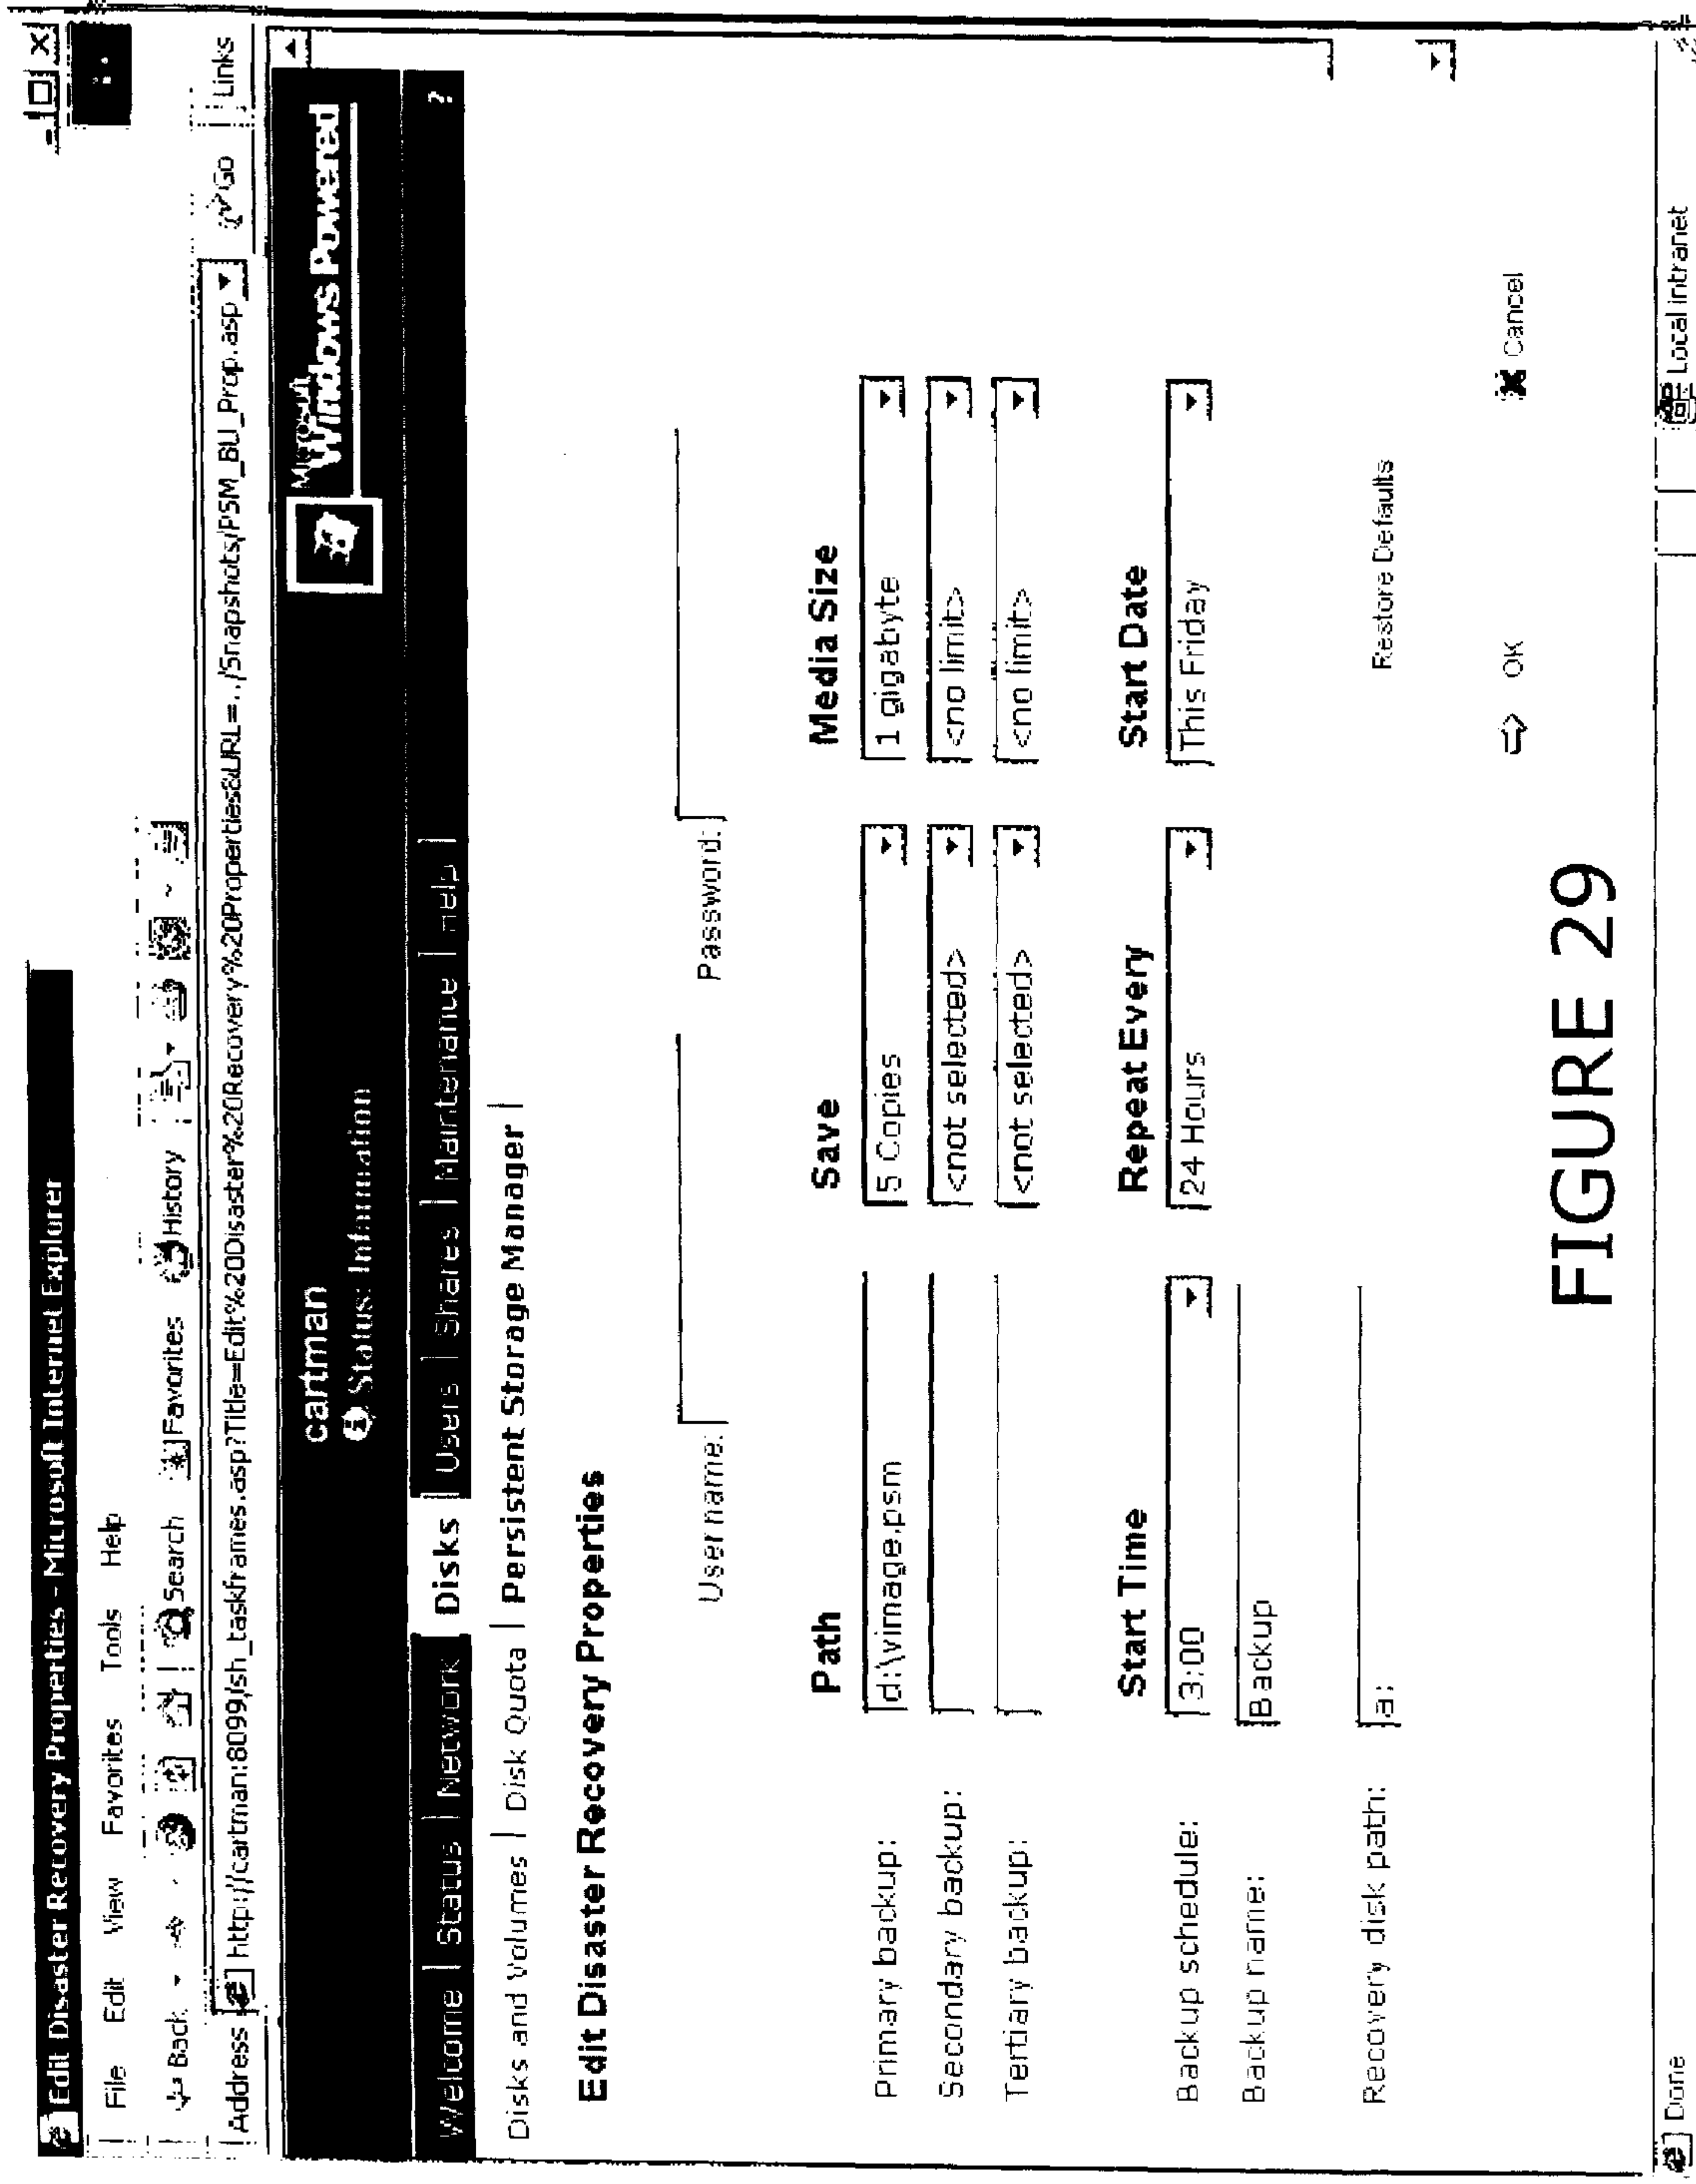 Edit Disaster Recovery Properties - Microsoft Internet Explorer
File Edit View Favorites Tools Help
Back Search Favorites History
Address http://cartman:8099/sh_taskframes.asp?Title=Edit%20Disaster%20Recovery%20Properties&URL=../Snapshots/PSM_BU_Prop.asp Go Links
cartman
Status: Information
Microsoft
Windows Powered
Welcome | Status | Network | Disks | Users | Shares | Maintenance | Help | ?
Disks and Volumes | Disk Quota | Persistent Storage Manager |
Edit Disaster Recovery Properties
Username: Password:
Path Save Media Size
Primary backup: d:\vimage.psm 5 Copies 1 gigabyte
Secondary backup: <not selected> <no limit>
Tertiary backup: <not selected> <no limit>
Start Time Repeat Every Start Date
Backup schedule: 3:00 24 Hours This Friday
Backup name: Backup
Recovery disk path: a:
Restore Defaults
OK Cancel
FIGURE 29
Done Local intranet